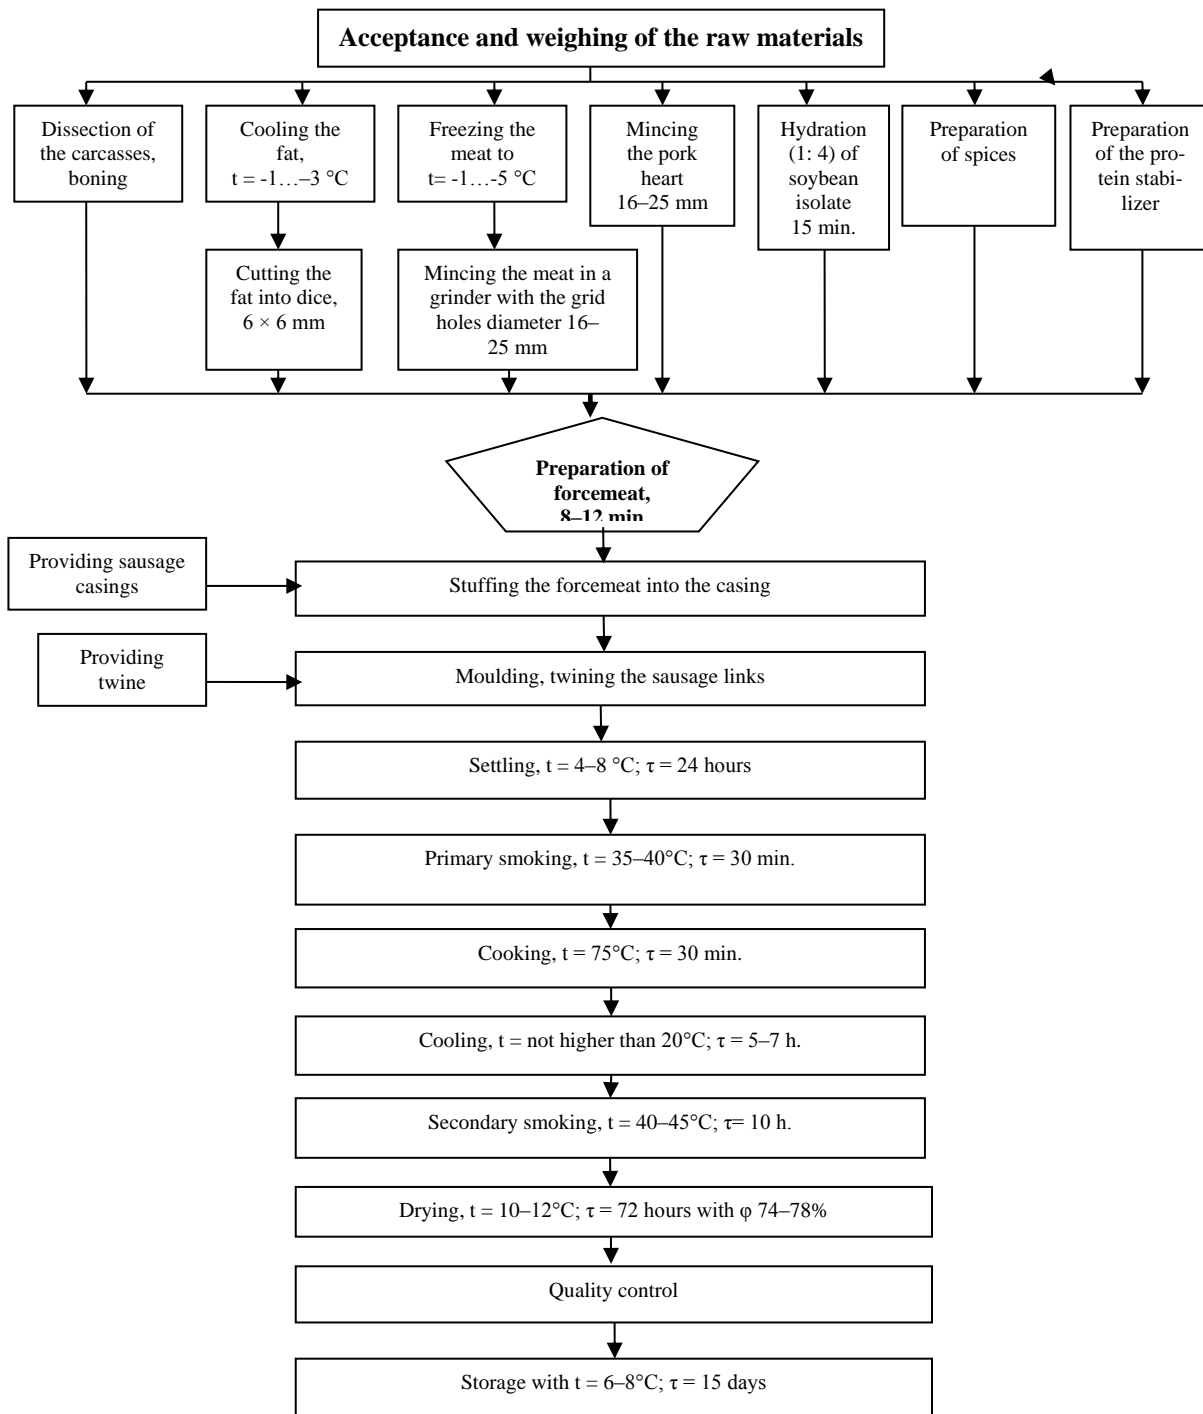 Acceptance and weighing of the raw materials
Dissection of
the carcasses,
boning
Cooling the
fat,
t = -1…–3 °C
Freezing the
meat to
t= -1…-5 °C
Mincing
the pork
heart
16–25 mm
Hydration
(1: 4) of
soybean
isolate
15 min.
Preparation
of spices
Preparation
of the pro-
tein stabi-
lizer
Cutting the
fat into dice,
6 × 6 mm
Mincing the meat in a
grinder with the grid
holes diameter 16–
25 mm
Preparation of
forcemeat,
8–12 min
Providing sausage
casings
Stuffing the forcemeat into the casing
Providing
twine
Moulding, twining the sausage links
Settling, t = 4–8 °C; τ = 24 hours
Primary smoking, t = 35–40°C; τ = 30 min.
Cooking, t = 75°C; τ = 30 min.
Cooling, t = not higher than 20°C; τ = 5–7 h.
Secondary smoking, t = 40–45°C; τ= 10 h.
Drying, t = 10–12°C; τ = 72 hours with φ 74–78%
Quality control
Storage with t = 6–8°C; τ = 15 days